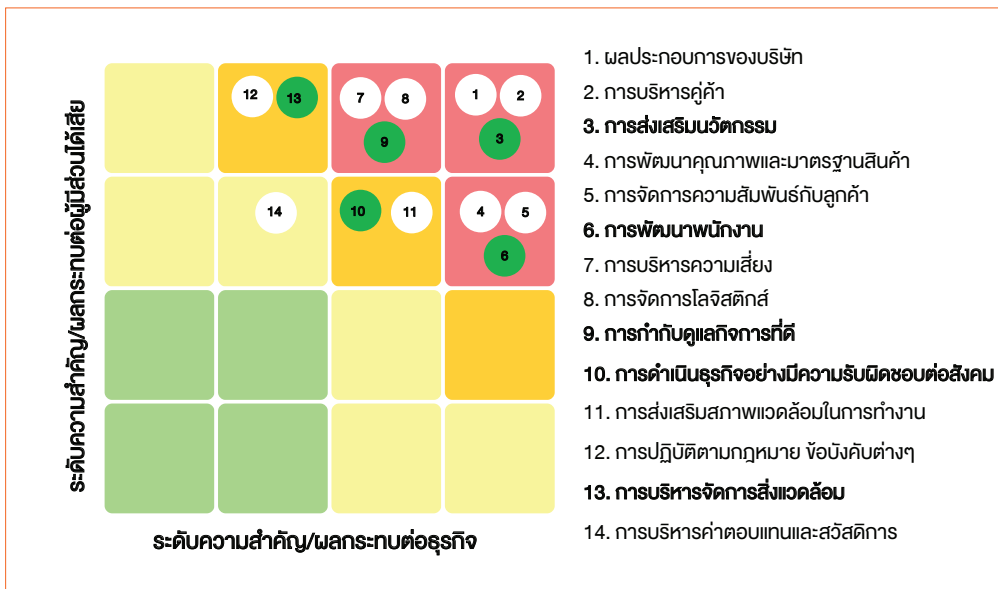 ระดับความสำคัญ/ผลกระทบต่อผู้มีส่วนได้เสีย
12 13 7 8 1 2
9 3
14 10 11 4 5
6
ระดับความสำคัญ/ผลกระทบต่อธุรกิจ
1. ผลประกอบการของบริษัท
2. การบริหารคู่ค้า
3. การส่งเสริมนวัตกรรม
4. การพัฒนาคุณภาพและมาตรฐานสินค้า
5. การจัดการความสัมพันธ์กับลูกค้า
6. การพัฒนาพนักงาน
7. การบริหารความเสี่ยง
8. การจัดการโลจิสติกส์
9. การกำกับดูแลกิจการที่ดี
10. การดำเนินธุรกิจอย่างมีความรับผิดชอบต่อสังคม
11. การส่งเสริมสภาพแวดล้อมในการทำงาน
12. การปฏิบัติตามกฎหมาย ข้อบังคับต่างๆ
13. การบริหารจัดการสิ่งแวดล้อม
14. การบริหารค่าตอบแทนและสวัสดิการ